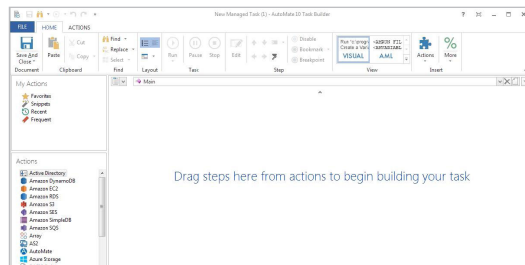 New Managed Task (1) - AutoMate 10 Task Builder
FILE HOME ACTIONS
Save And Close
Paste
Cut
Copy
Find
Replace
Select
Run Pause Stop
Edit
Disable
Bookmark
Breakpoint
VISUAL AML
Actions More
Document Clipboard Find Layout Test Step View Insert
My Actions
Main
Favorites
Snippets
Recent
Frequent
Actions
Active Directory
Amazon DynamoDB
Amazon EC2
Amazon RDS
Amazon S3
Amazon SES
Amazon SimpleDB
Amazon SQS
Array
AS2
AutoMate
Azure Storage
Drag steps here from actions to begin building your task